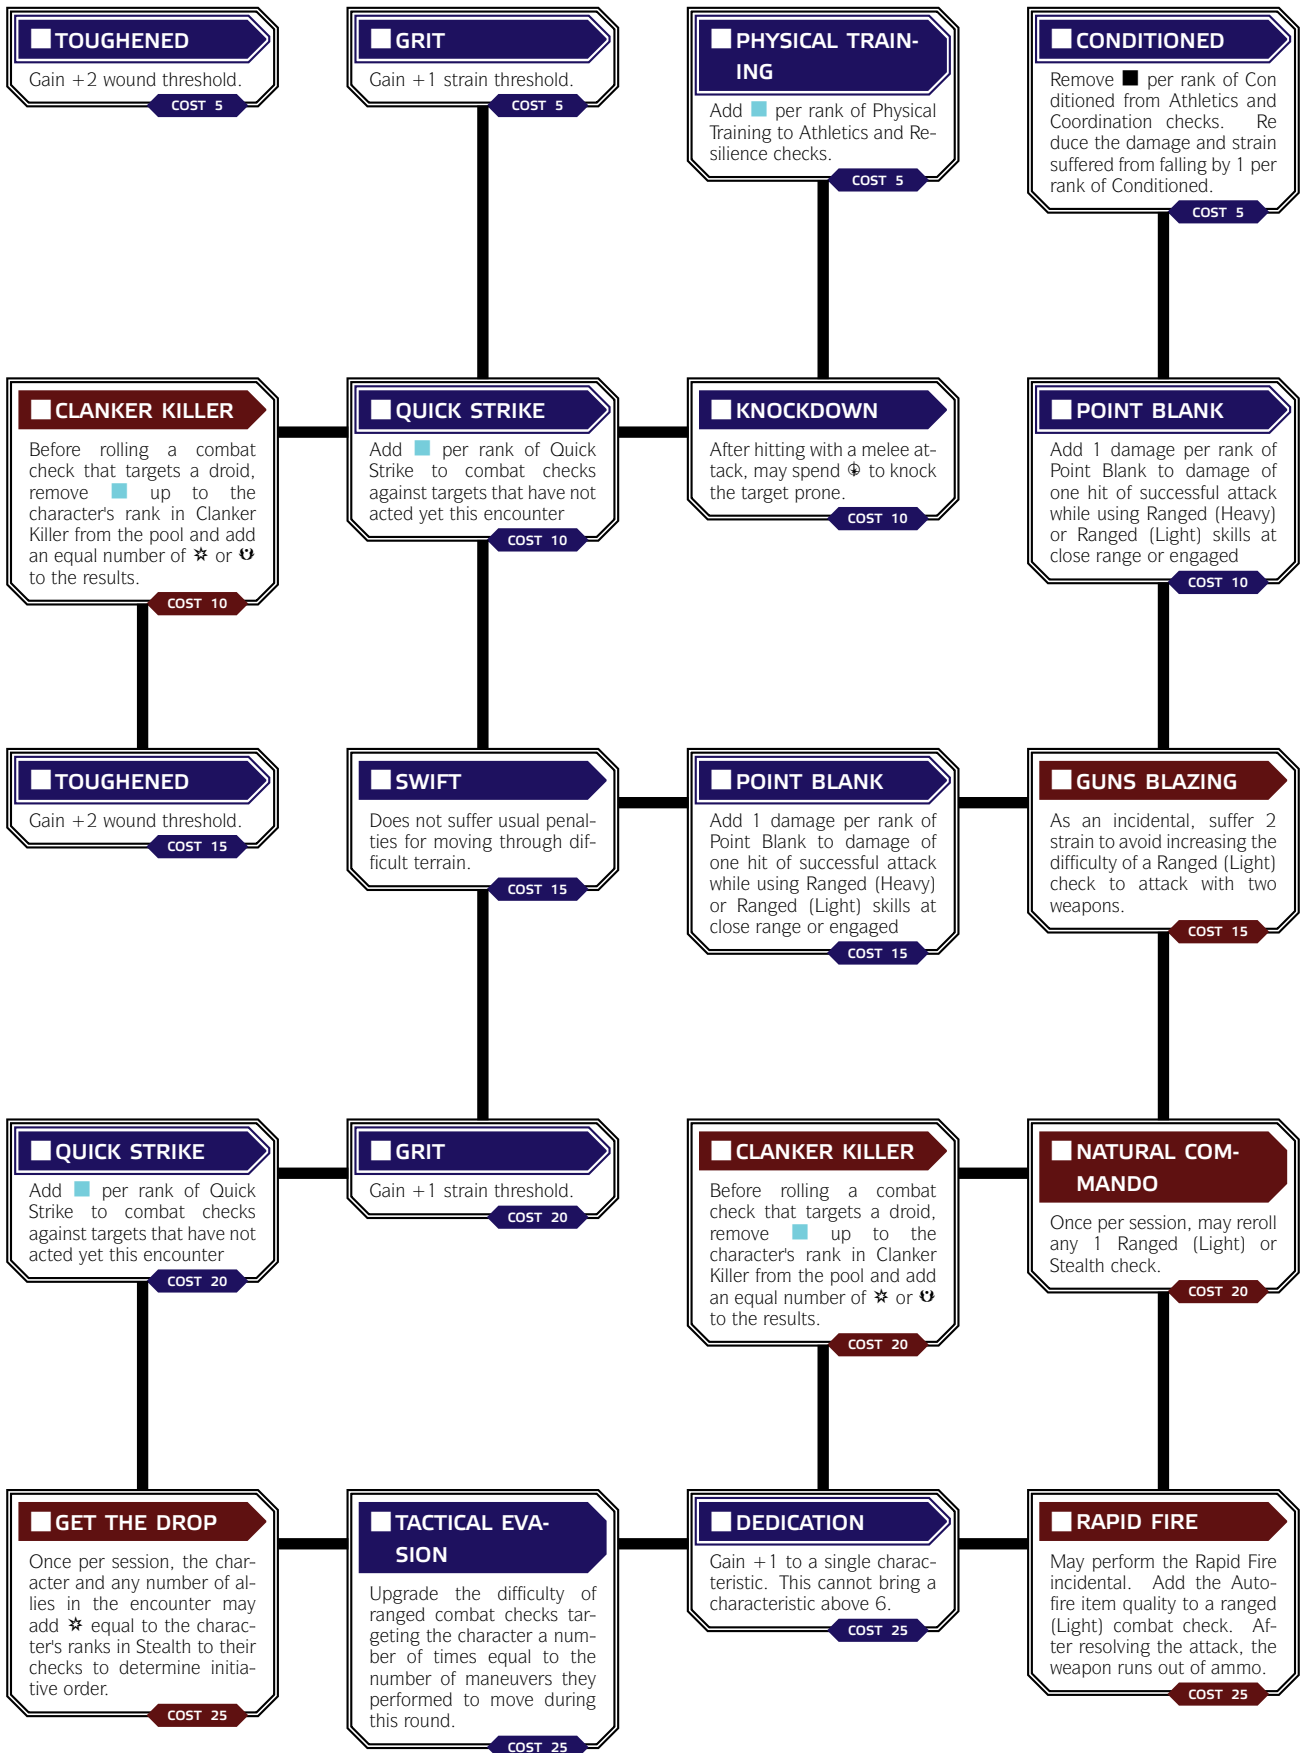 TOUGHENED
Gain +2 wound threshold.
COST 5
GRIT
Gain +1 strain threshold.
COST 5
PHYSICAL TRAIN-
ING
Add per rank of Physical
Training to Athletics and Re-
silience checks.
COST 5
CONDITIONED
Remove per rank of Con
ditioned from Athletics and
Coordination checks. Re
duce the damage and strain
suffered from falling by 1 per
rank of Conditioned.
COST 5
CLANKER KILLER
Before rolling a combat
check that targets a droid,
remove up to the
character's rank in Clanker
Killer from the pool and add
an equal number of or
to the results.
COST 10
QUICK STRIKE
Add per rank of Quick
Strike to combat checks
against targets that have not
acted yet this encounter
COST 10
KNOCKDOWN
After hitting with a melee at-
tack, may spend to knock
the target prone.
COST 10
POINT BLANK
Add 1 damage per rank of
Point Blank to damage of
one hit of successful attack
while using Ranged (Heavy)
or Ranged (Light) skills at
close range or engaged
COST 10
TOUGHENED
Gain +2 wound threshold.
COST 15
SWIFT
Does not suffer usual penal-
ties for moving through dif-
ficult terrain.
COST 15
POINT BLANK
Add 1 damage per rank of
Point Blank to damage of
one hit of successful attack
while using Ranged (Heavy)
or Ranged (Light) skills at
close range or engaged
COST 15
GUNS BLAZING
As an incidental, suffer 2
strain to avoid increasing the
difficulty of a Ranged (Light)
check to attack with two
weapons.
COST 15
QUICK STRIKE
Add per rank of Quick
Strike to combat checks
against targets that have not
acted yet this encounter
COST 20
GRIT
Gain +1 strain threshold.
COST 20
CLANKER KILLER
Before rolling a combat
check that targets a droid,
remove up to the
character's rank in Clanker
Killer from the pool and add
an equal number of or
to the results.
COST 20
NATURAL COM-
MANDO
Once per session, may reroll
any 1 Ranged (Light) or
Stealth check.
COST 20
GET THE DROP
Once per session, the char-
acter and any number of al-
lies in the encounter may
add equal to the charac-
ter's ranks in Stealth to their
checks to determine initia-
tive order.
COST 25
TACTICAL EVA-
SION
Upgrade the difficulty of
ranged combat checks tar-
geting the character a num-
ber of times equal to the
number of maneuvers they
performed to move during
this round.
COST 25
DEDICATION
Gain +1 to a single charac-
teristic. This cannot bring a
characteristic above 6.
COST 25
RAPID FIRE
May perform the Rapid Fire
incidental. Add the Auto-
fire item quality to a ranged
(Light) combat check. Af-
ter resolving the attack, the
weapon runs out of ammo.
COST 25